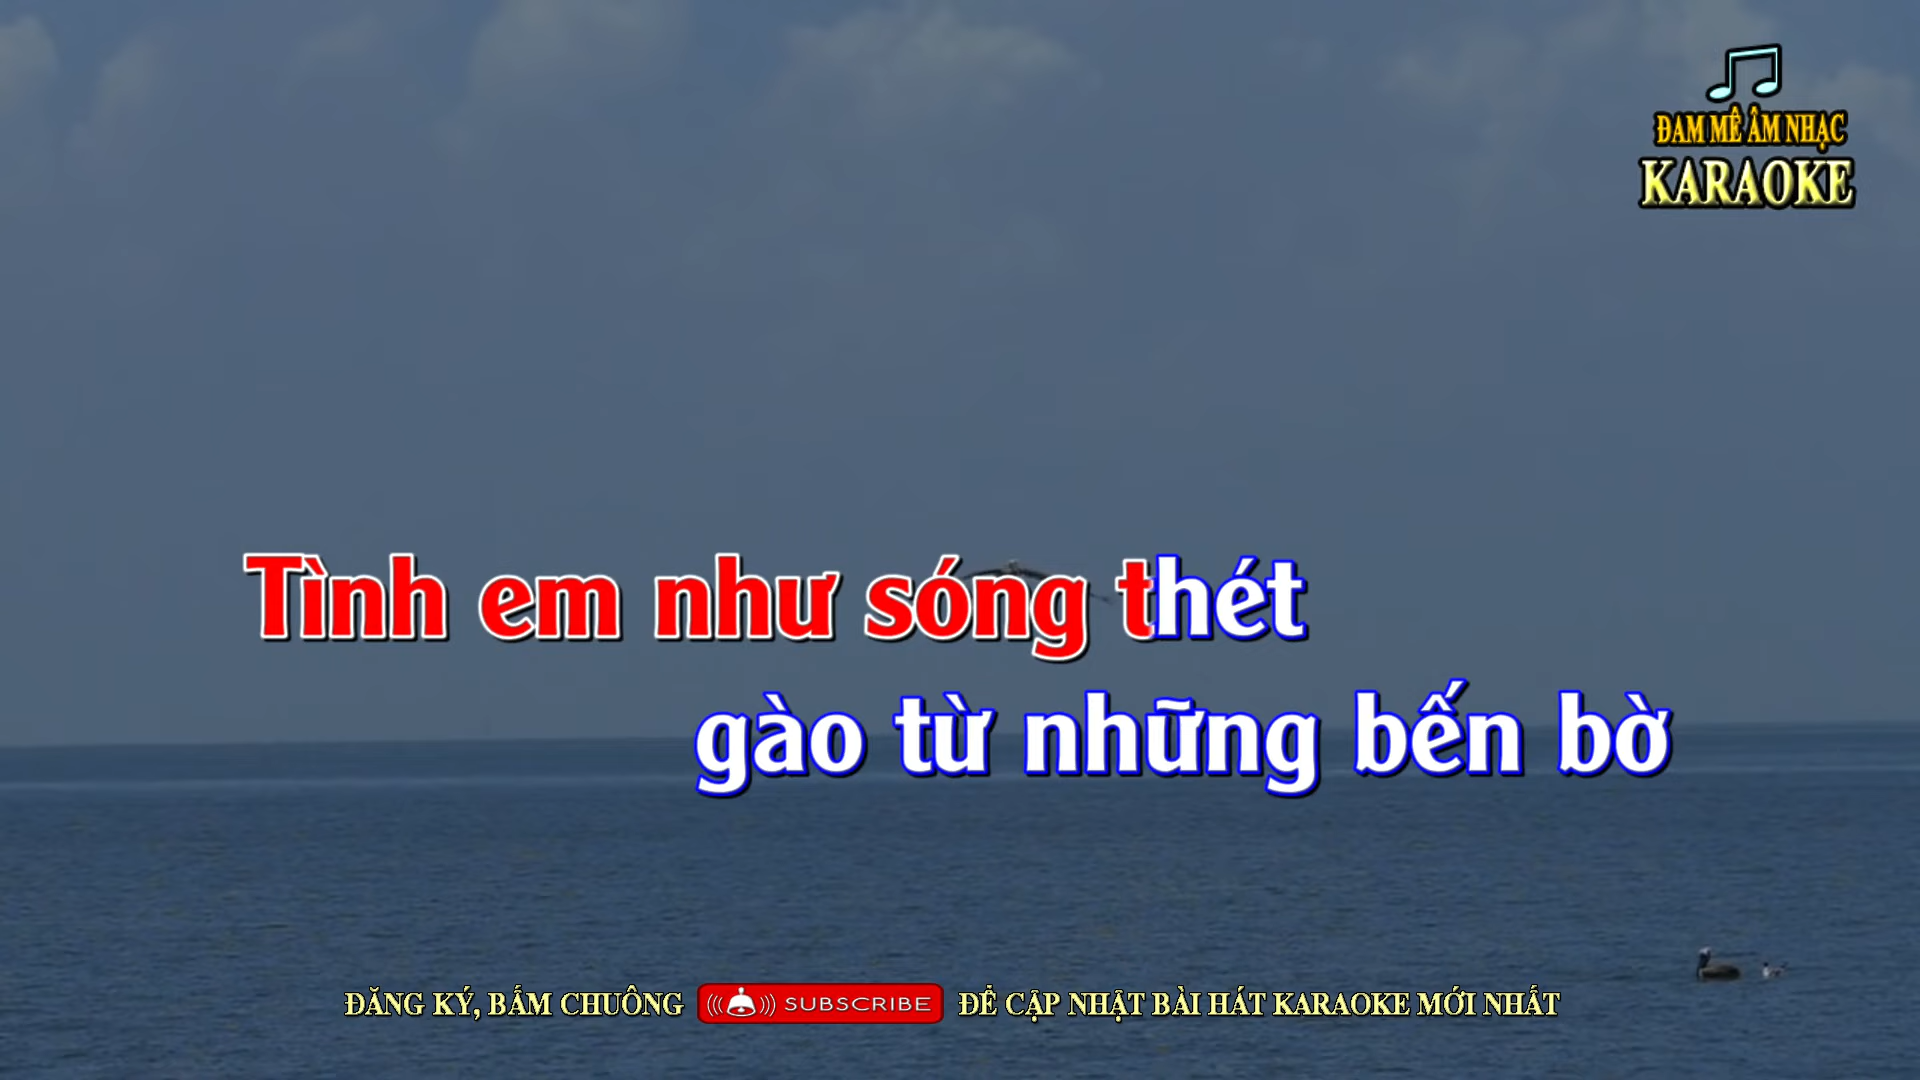 ĐAM MÊ ÂM NHẠC
KARAOKE
Tình em như sóng thét
gào từ những bến bờ
ĐĂNG KÝ, BẤM CHUÔNG SUBSCRIBE ĐỂ CẬP NHẬT BÀI HÁT KARAOKE MỚI NHẤT